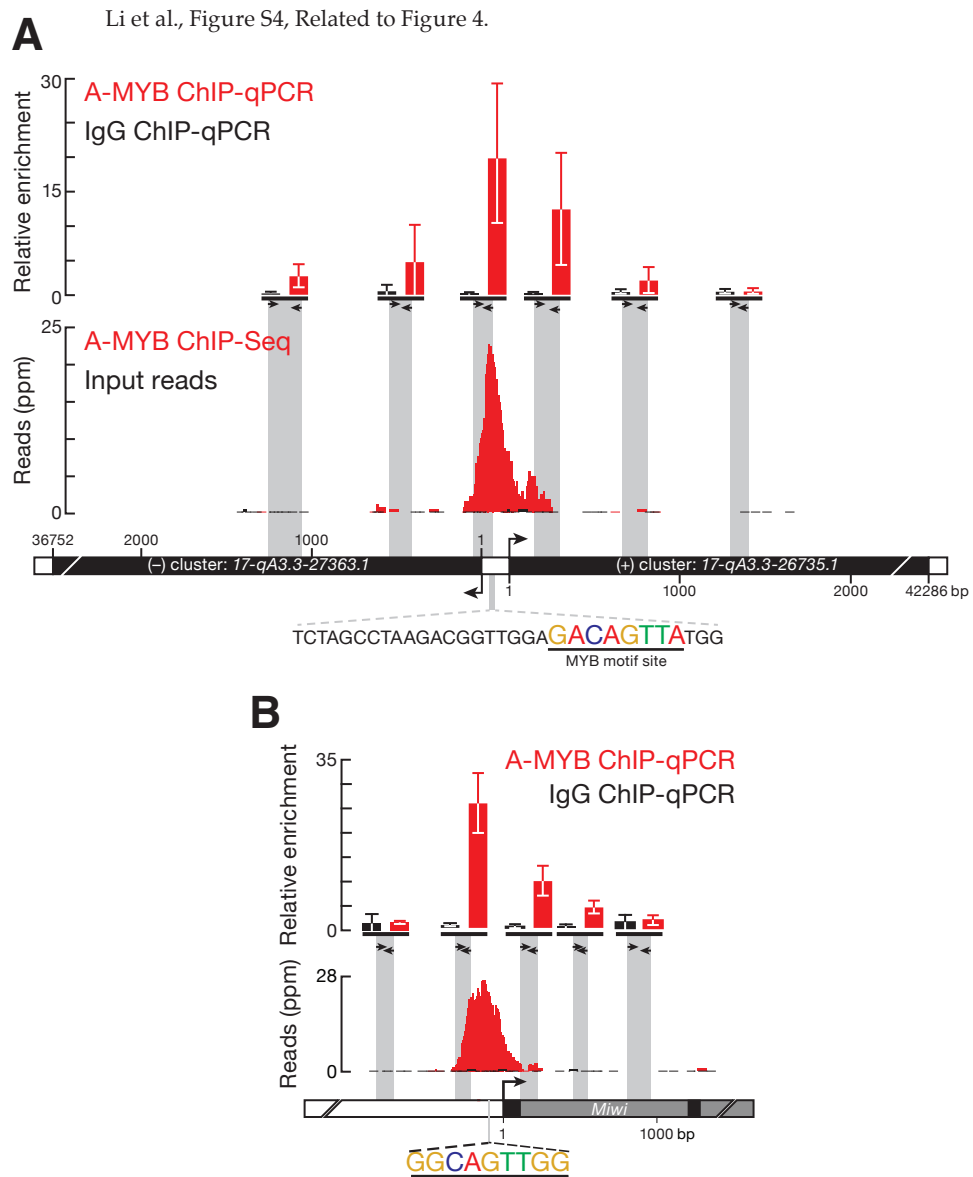 Li et al., Figure S4, Related to Figure 4.
A
30
A-MYB ChIP-qPCR
IgG ChIP-qPCR
15
0
Relative enrichment
25
A-MYB ChIP-Seq
Input reads
0
Reads (ppm)
36752 2000 1000 1
(–) cluster: 17-qA3.3-27363.1 (+) cluster: 17-qA3.3-26735.1
1 1000 2000 42286 bp
TCTAGCCTAAGACGGTTGGAGACAGTTATGG
MYB motif site
B
35
A-MYB ChIP-qPCR
IgG ChIP-qPCR
0
Relative enrichment
28
0
Reads (ppm)
Miwi
1 1000 bp
GGCAGTTGG